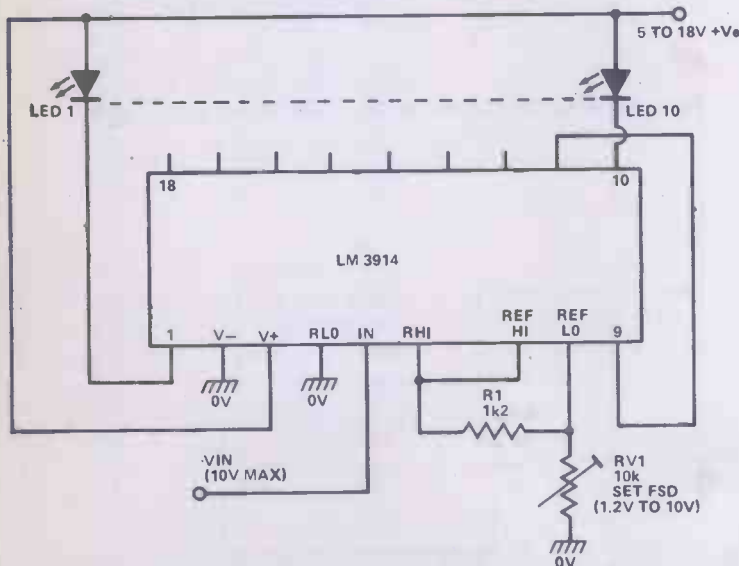 5 TO 18V +Ve
LED 1
LED 10
18
10
LM 3914
1
V−
V+
RLO
IN
RHI
REF
HI
REF
LO
9
0V
0V
R1
1k2
VIN
(10V MAX)
RV1
10k
SET FSD
(1.2V TO 10V)
0V